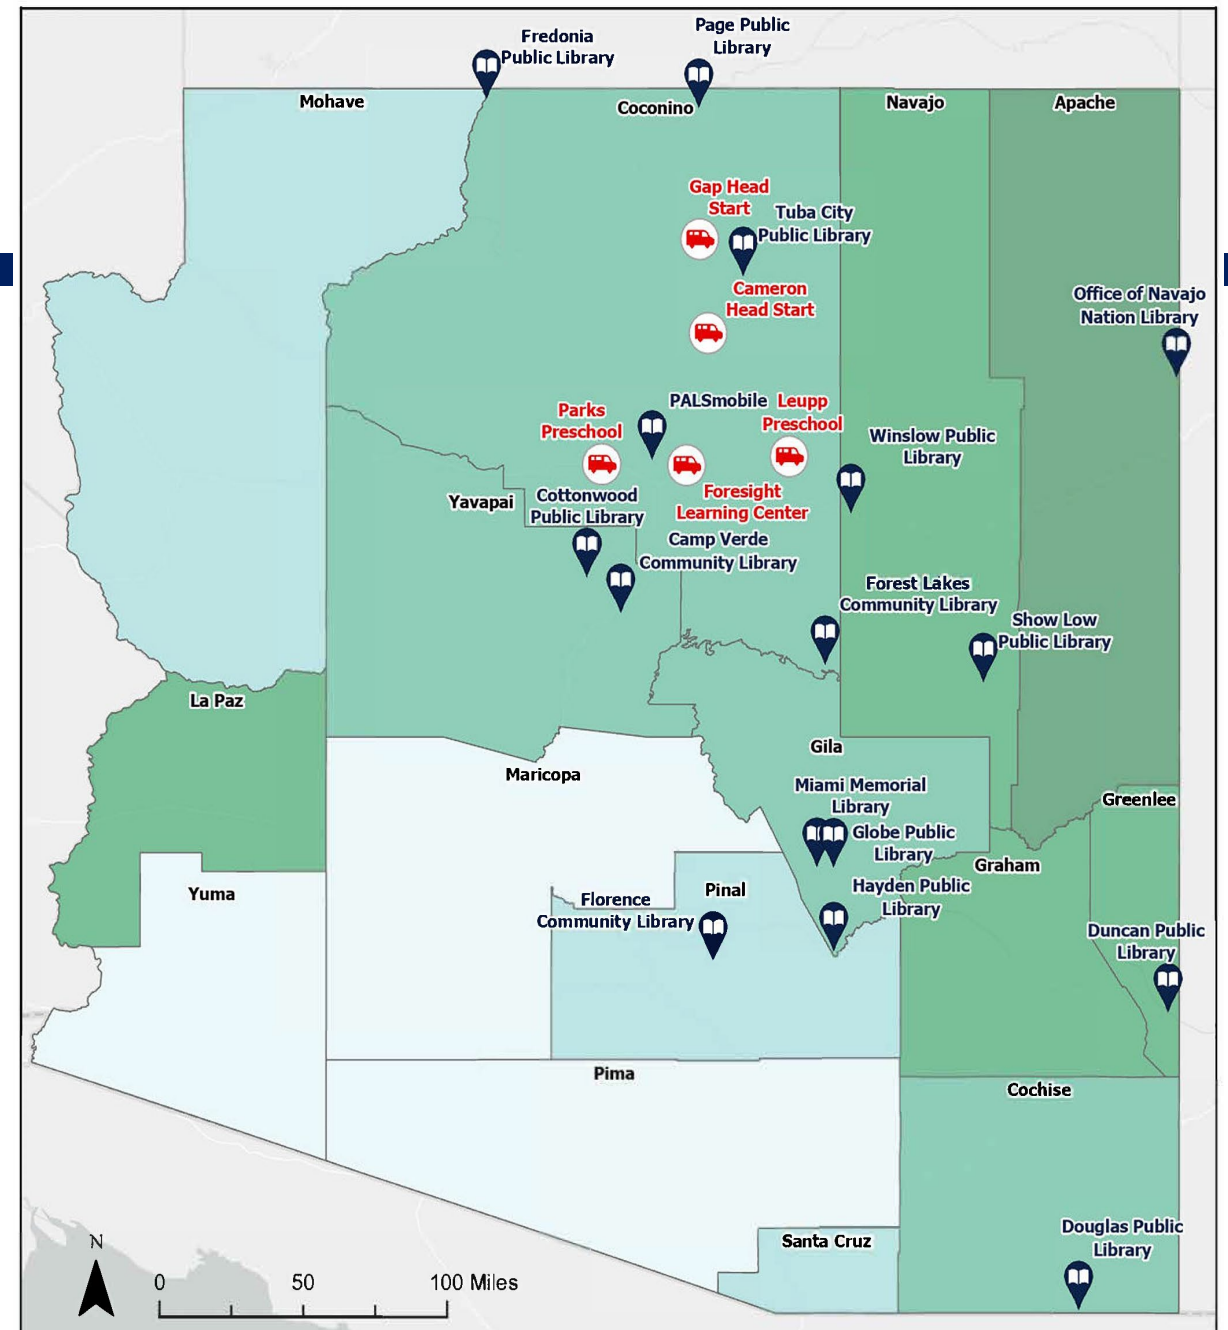 Fredonia
Public Library
Page Public
Library
Mohave
Coconino
Navajo
Apache
Gap Head
Start
Tuba City
Public Library
Cameron
Head Start
Office of Navajo
Nation Library
PALSmobile
Leupp
Preschool
Parks
Preschool
Winslow Public
Library
Yavapai
Cottonwood
Public Library
Foresight
Learning Center
Camp Verde
Community Library
Forest Lakes
Community Library
Show Low
Public Library
La Paz
Gila
Maricopa
Miami Memorial
Library
Greenlee
Globe Public
Library
Graham
Yuma
Pinal
Hayden Public
Library
Florence
Community Library
Duncan Public
Library
Pima
Cochise
Douglas Public
Library
Santa Cruz
N
0 50 100 Miles